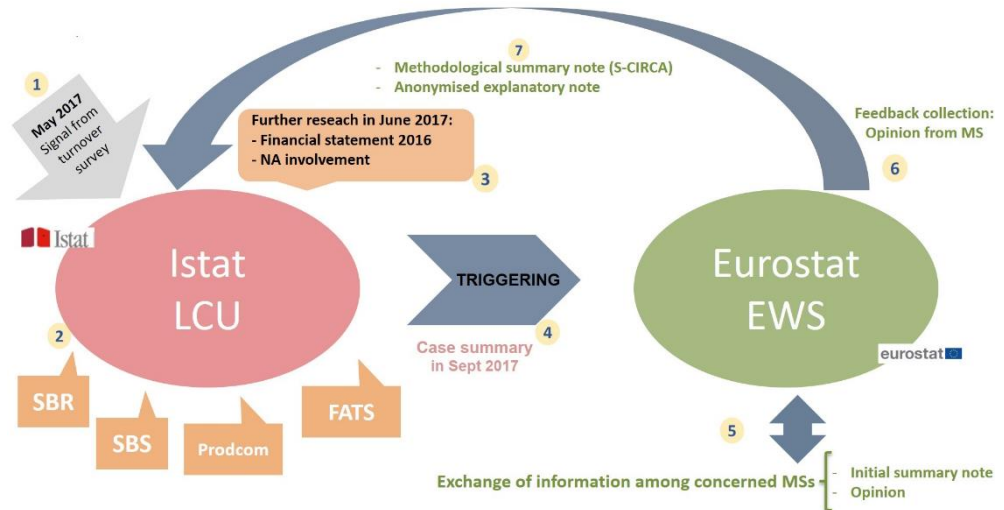 1
May 2017
Signal from
turnover
survey
7
- Methodological summary note (S-CIRCA)
- Anonymised explanatory note
Further reseach in June 2017:
- Financial statement 2016
- NA involvement
3
Feedback collection:
Opinion from MS
6
Istat
Istat
LCU
TRIGGERING
4
Case summary
in Sept 2017
Eurostat
EWS
eurostat
2
SBR
SBS
Prodcom
FATS
5
Exchange of information among concerned MSs
- Initial summary note
- Opinion